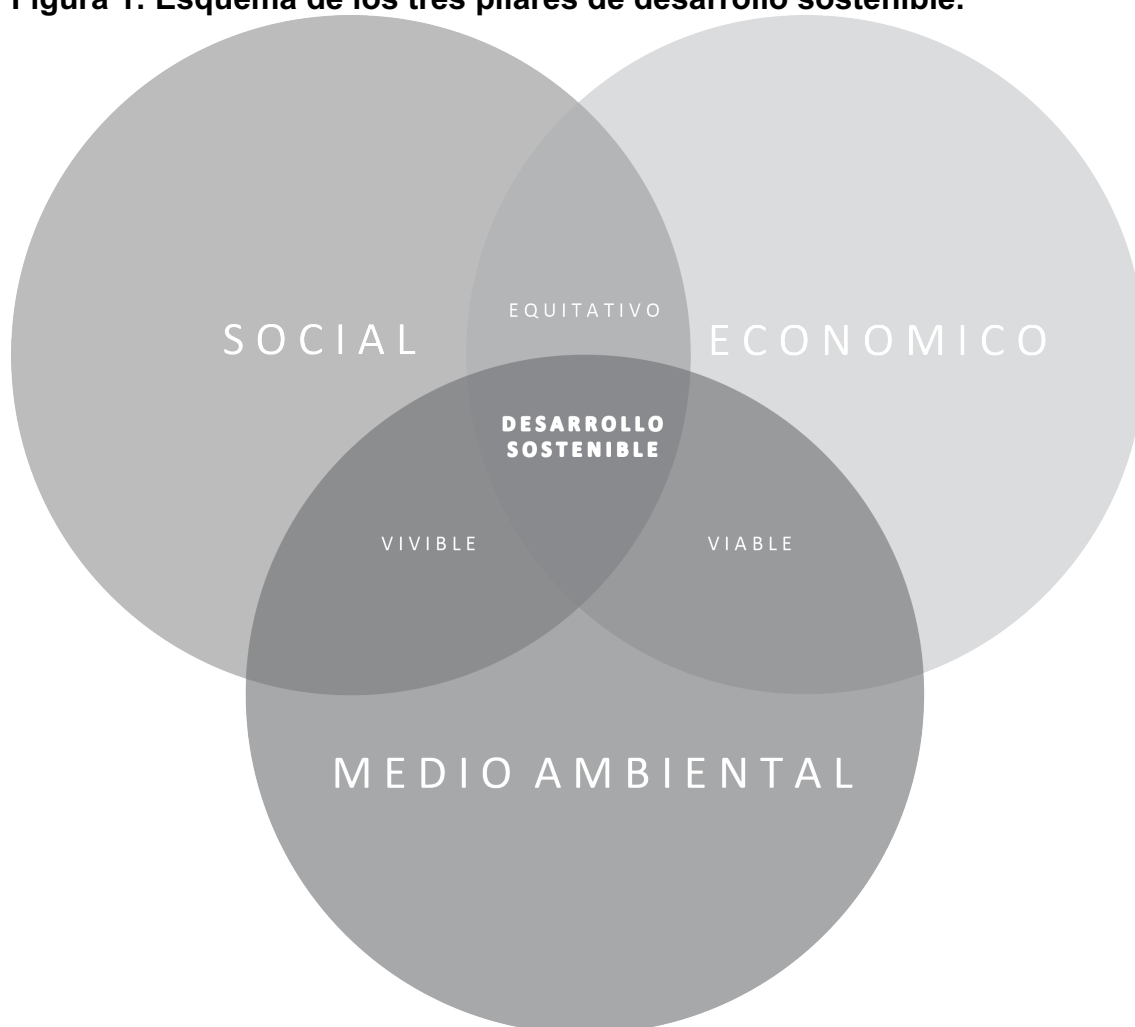 Figura 1. Esquema de los tres pilares de desarrollo sostenible.
EQUITATIVO
SOCIAL
ECONOMICO
DESARROLLO
SOSTENIBLE
VIVIBLE
VIABLE
MEDIO AMBIENTAL